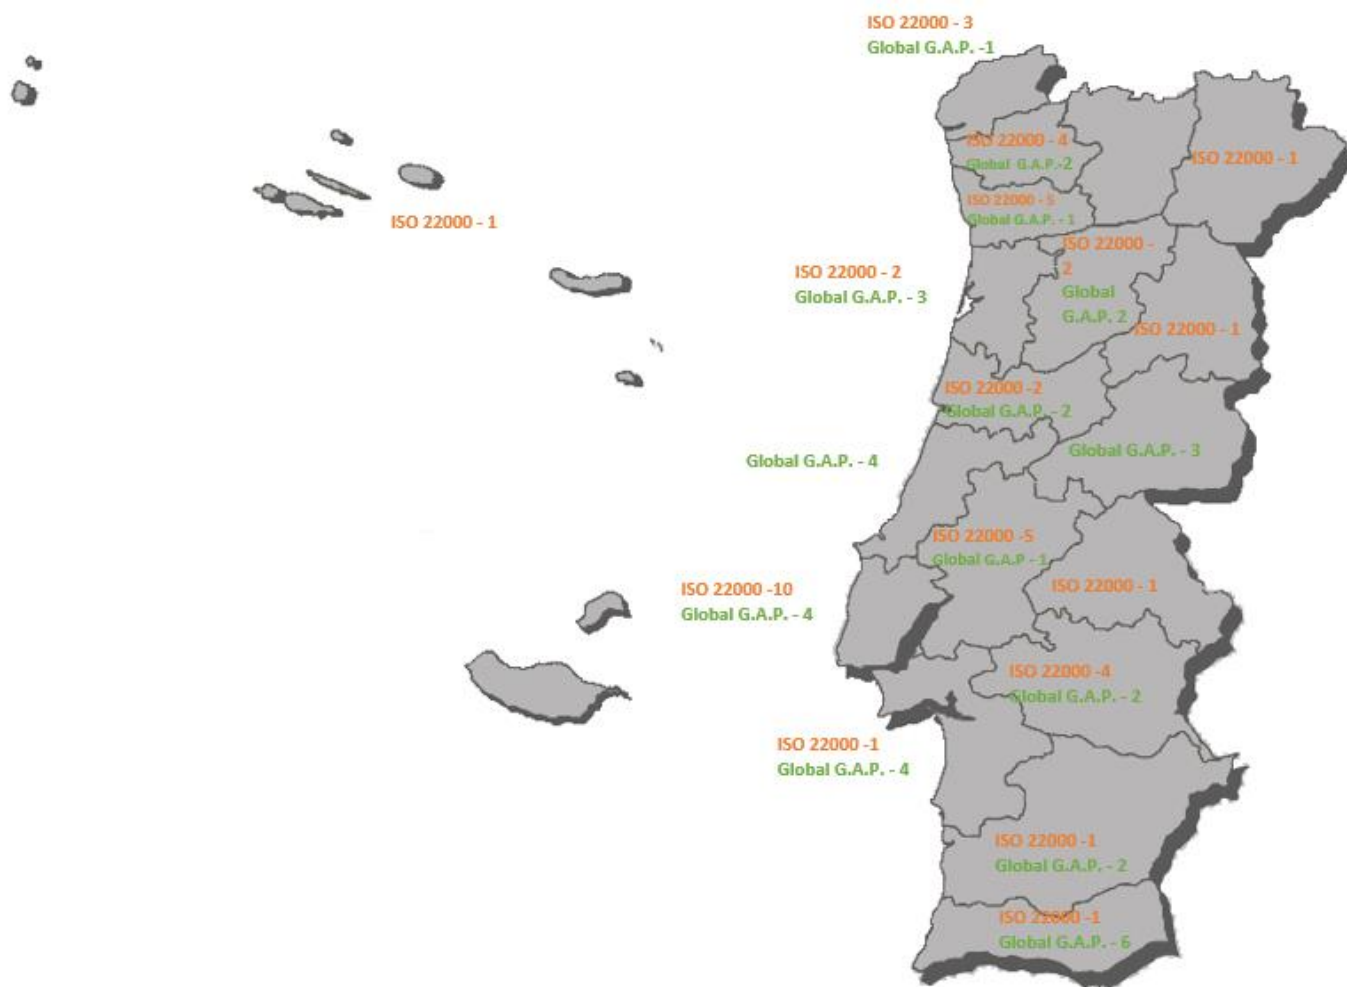 ISO 22000 - 3
Global G.A.P. -1
ISO 22000 - 4
Global G.A.P.-2
ISO 22000 - 1
ISO 22000 - 5
Global G.A.P. - 1
ISO 22000 - 1
ISO 22000 -
2
Global
G.A.P. 2
ISO 22000 - 2
Global G.A.P. - 3
ISO 22000 - 1
ISO 22000 -2
Global G.A.P. - 2
Global G.A.P. - 4
Global G.A.P. - 3
ISO 22000 -5
Global G.A.P -1
ISO 22000 - 1
ISO 22000 -10
Global G.A.P. - 4
ISO 22000 -4
Global G.A.P. - 2
ISO 22000 -1
Global G.A.P. - 4
ISO 22000 -1
Global G.A.P. - 2
ISO 22000 -1
Global G.A.P. - 6